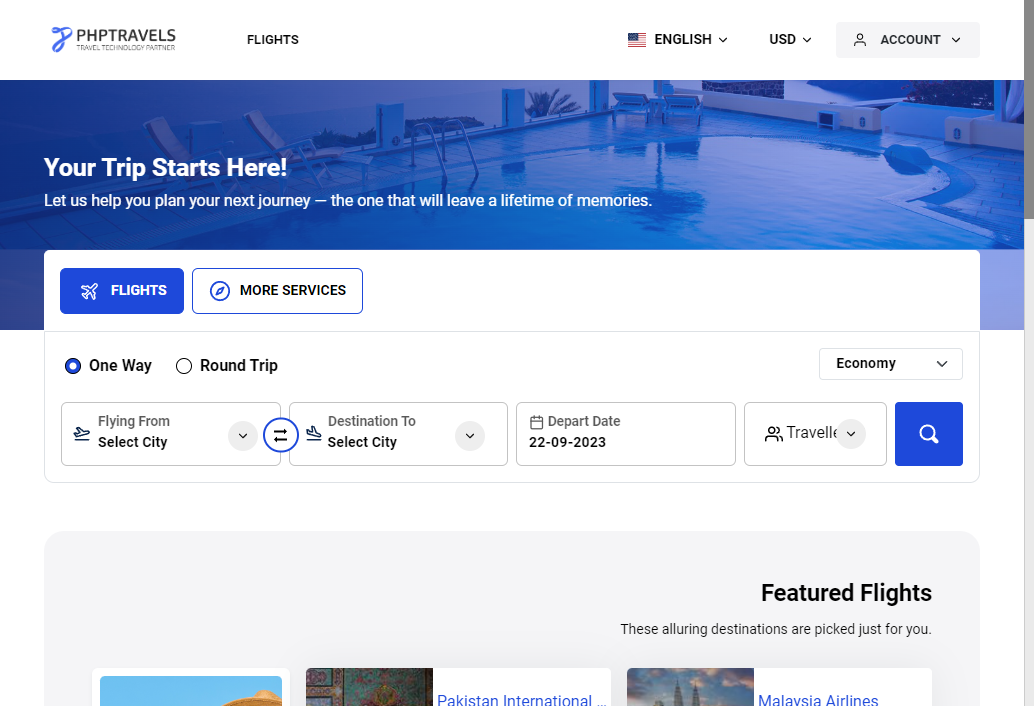 PHPTRAVELS
TRAVEL TECHNOLOGY PARTNER
FLIGHTS
ENGLISH
USD
ACCOUNT
Your Trip Starts Here!
Let us help you plan your next journey — the one that will leave a lifetime of memories.
FLIGHTS
MORE SERVICES
One Way
Round Trip
Economy
Flying From
Select City
Destination To
Select City
Depart Date
22-09-2023
Travelle
Featured Flights
These alluring destinations are picked just for you.
Pakistan International ...
Malaysia Airlines